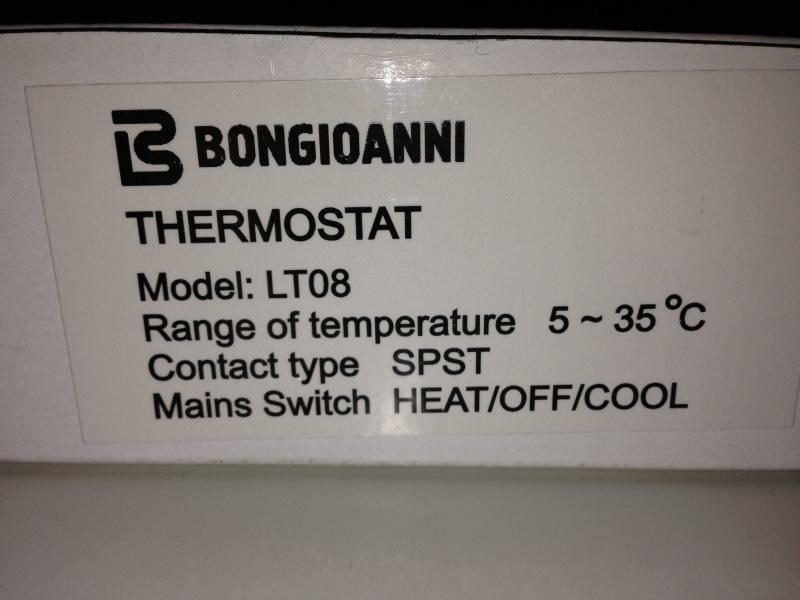 BONGIOANNI
THERMOSTAT
Model: LT08
Range of temperature 5 ~ 35 °C
Contact type SPST
Mains Switch HEAT/OFF/COOL